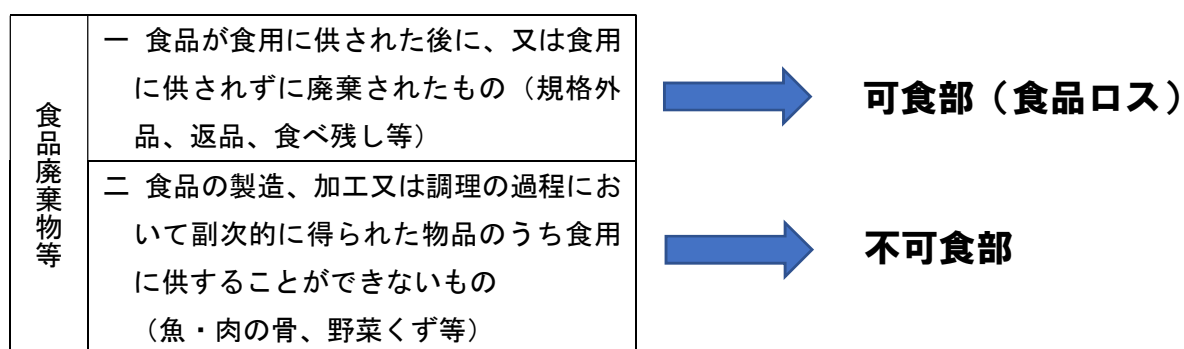 食品廃棄物等
一 食品が食用に供された後に、又は食用
に供されずに廃棄されたもの（規格外
品、返品、食べ残し等）
可食部（食品ロス）
二 食品の製造、加工又は調理の過程にお
いて副次的に得られた物品のうち食用
に供することができないもの
（魚・肉の骨、野菜くず等）
不可食部